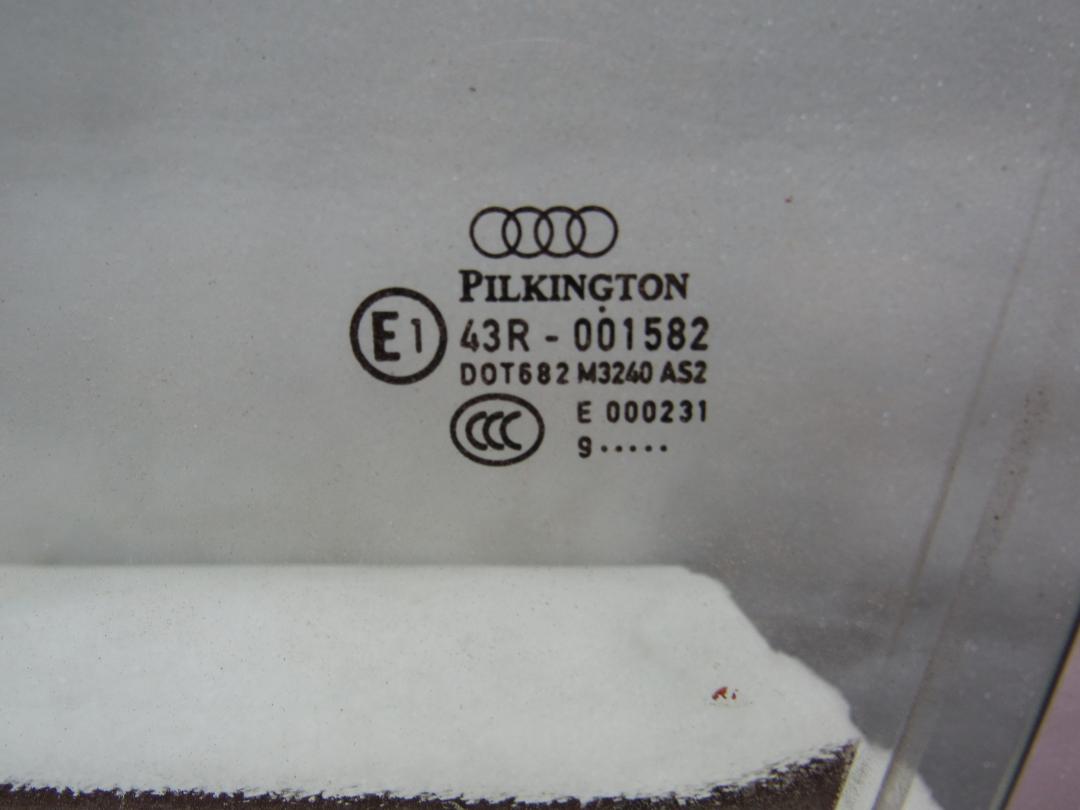 PILKINGTON
E1 43R - 001582
DOT682 M3240 AS2
CCC E 000231
9.....